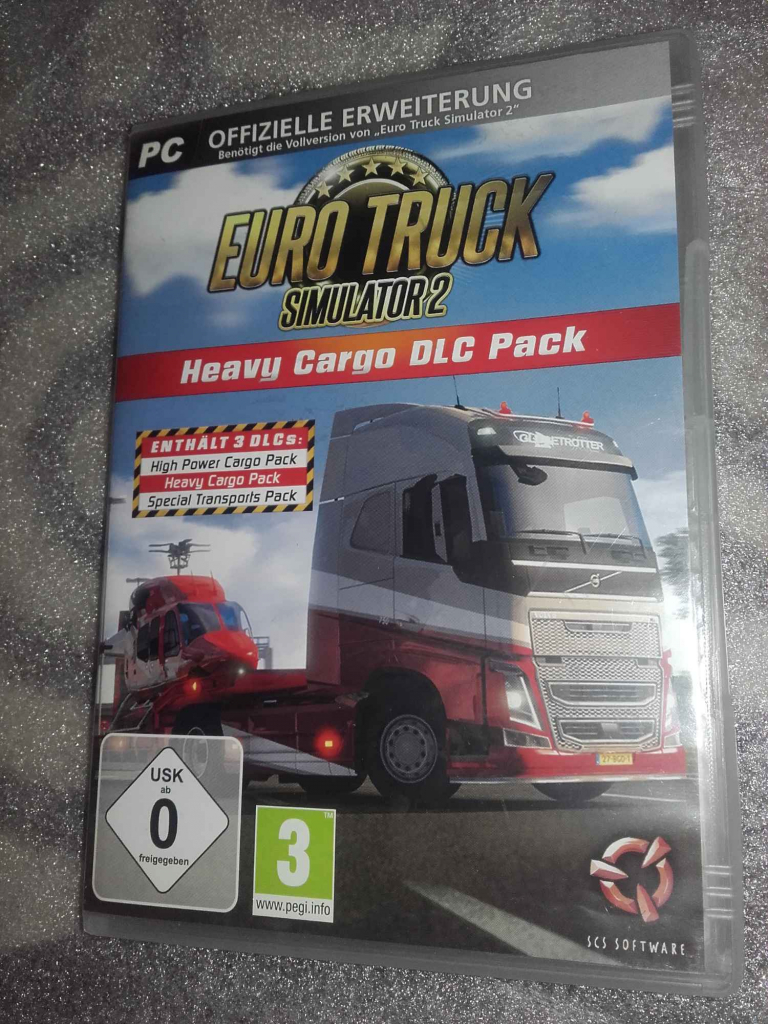 PC
OFFIZIELLE ERWEITERUNG
Benötigt die Vollversion von „Euro Truck Simulator 2"
EURO TRUCK
SIMULATOR 2
Heavy Cargo DLC Pack
ENTHÄLT 3 DLCs:
High Power Cargo Pack
Heavy Cargo Pack
Special Transports Pack
GLOBETROTTER
USK
ab
0
freigegeben
3
TM
www.pegi.info
SCS SOFTWARE